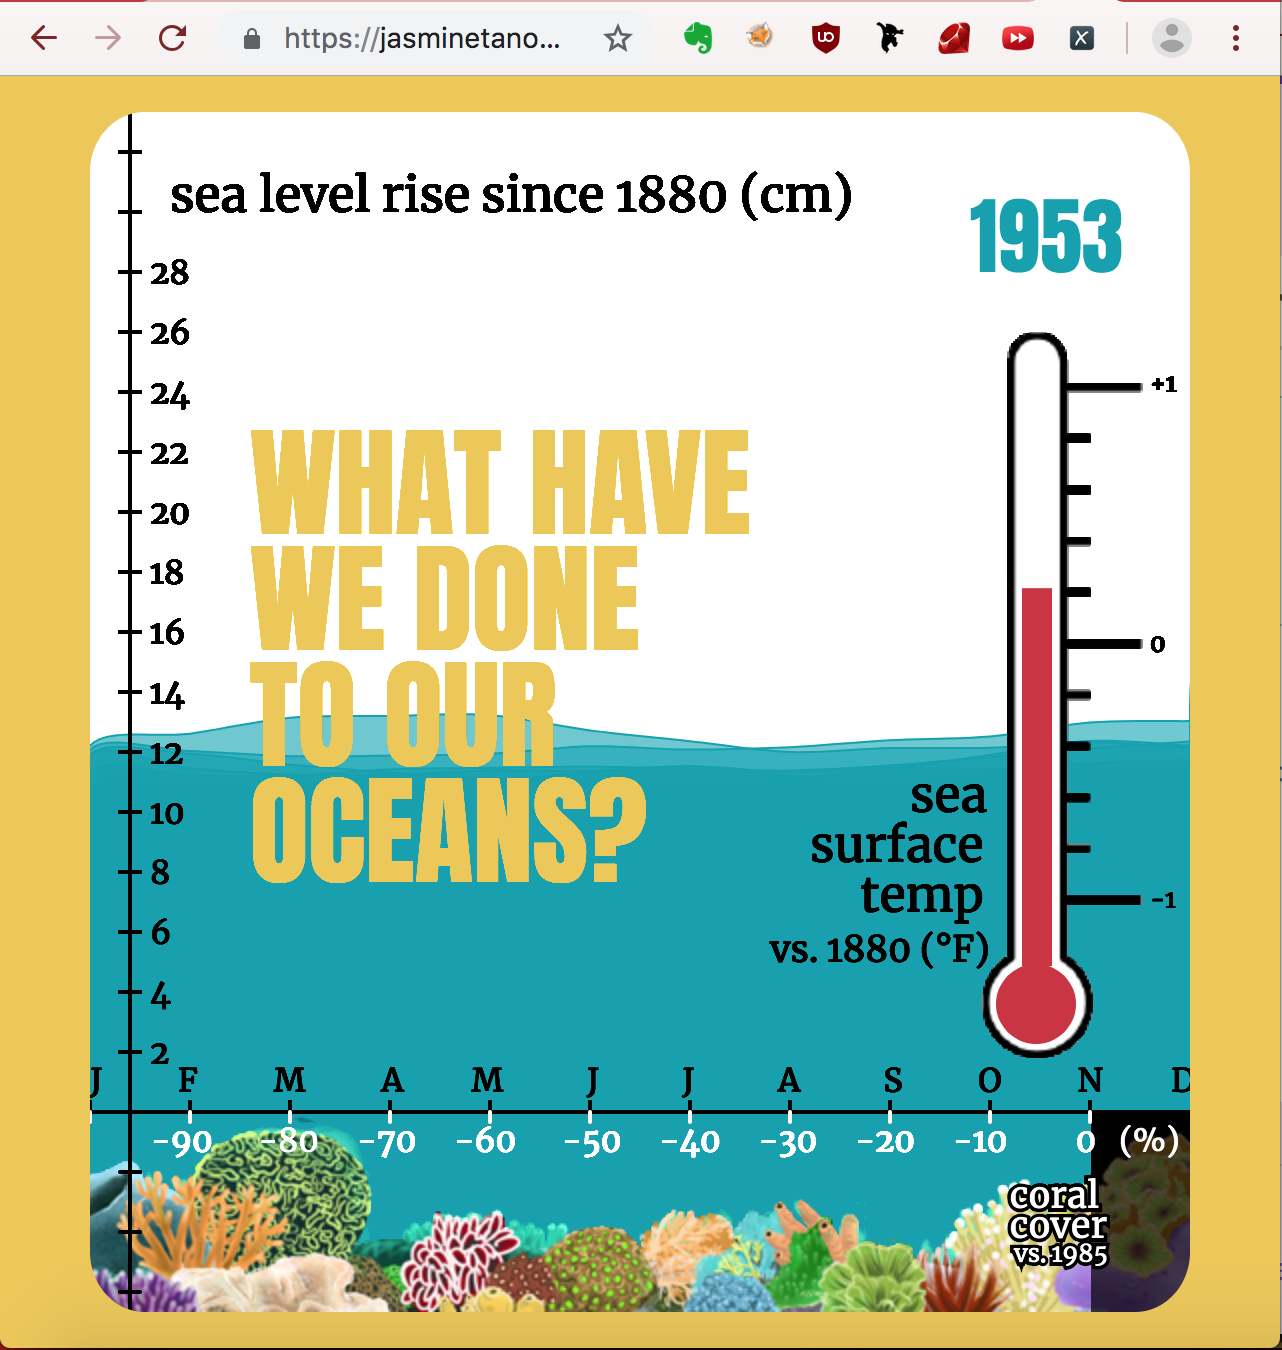 https://jasminetano...
sea level rise since 1880 (cm)
1953
28
26
24
22
20
18
16
14
12
10
8
6
4
2
WHAT HAVE
WE DONE
TO OUR
OCEANS?
+1
0
-1
sea
surface
temp
vs. 1880 (°F)
J F M A M J J A S O N D
-90 -80 -70 -60 -50 -40 -30 -20 -10 0 (%)
coral
cover
vs. 1985